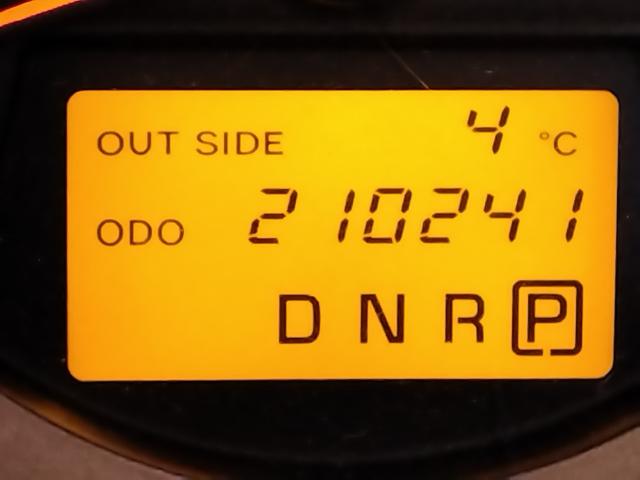 OUT SIDE 4 °C
ODO 210241
D N R P